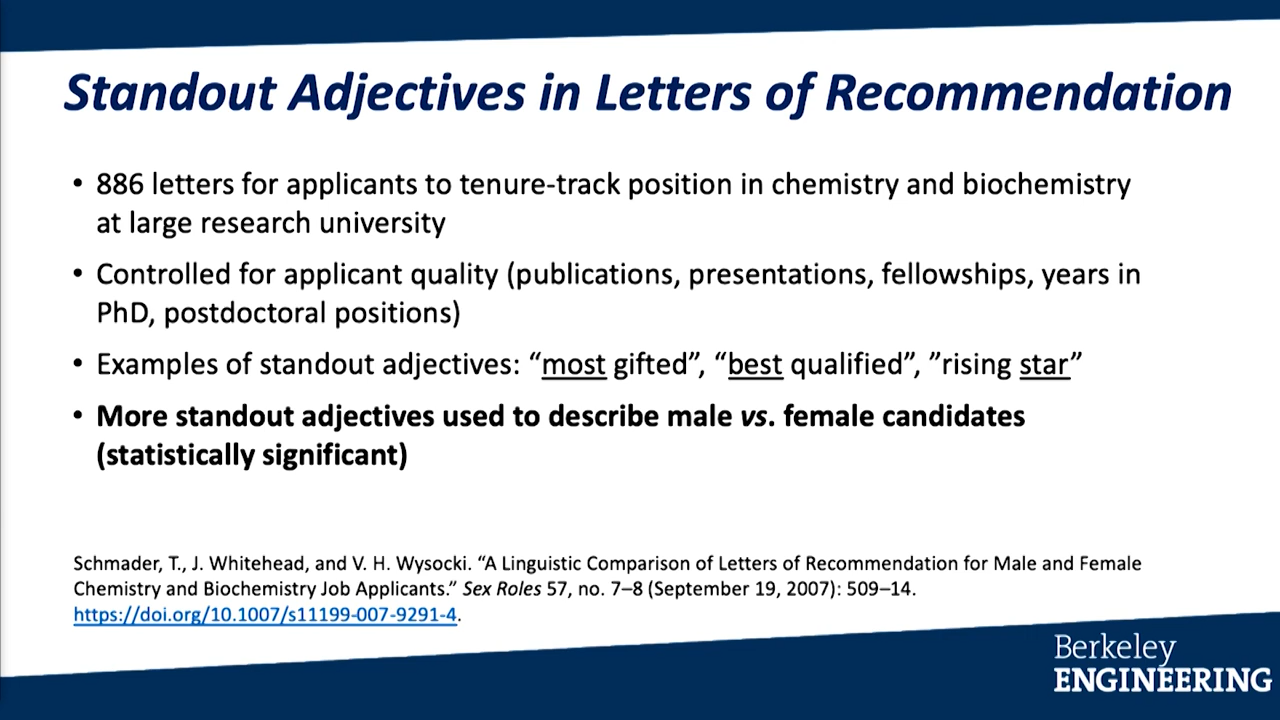 Standout Adjectives in Letters of Recommendation
• 886 letters for applicants to tenure-track position in chemistry and biochemistry
at large research university
• Controlled for applicant quality (publications, presentations, fellowships, years in
PhD, postdoctoral positions)
• Examples of standout adjectives: “most gifted”, “best qualified”, ”rising star”
• More standout adjectives used to describe male vs. female candidates
(statistically significant)
Schmader, T., J. Whitehead, and V. H. Wysocki. “A Linguistic Comparison of Letters of Recommendation for Male and Female
Chemistry and Biochemistry Job Applicants.” Sex Roles 57, no. 7–8 (September 19, 2007): 509–14.
https://doi.org/10.1007/s11199-007-9291-4.
Berkeley
ENGINEERING